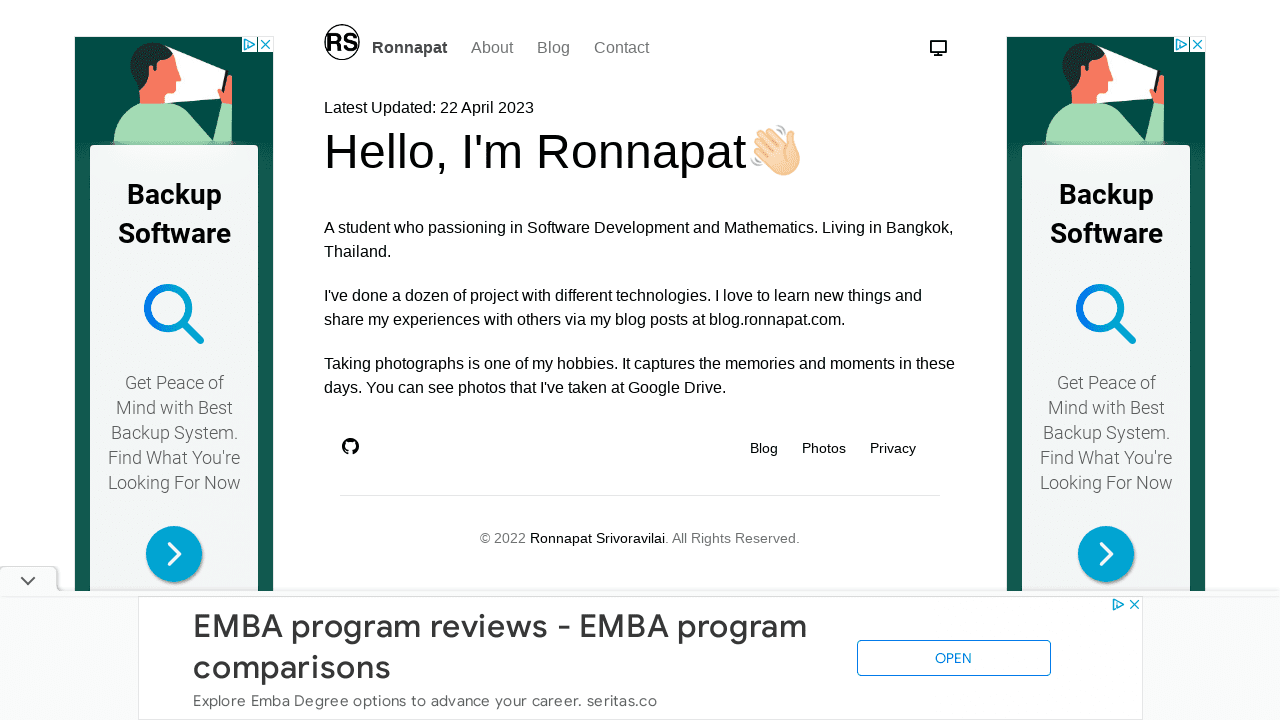 RS
Ronnapat About Blog Contact
Latest Updated: 22 April 2023
Hello, I'm Ronnapat👋🏻
A student who passioning in Software Development and Mathematics. Living in Bangkok,
Thailand.
I've done a dozen of project with different technologies. I love to learn new things and
share my experiences with others via my blog posts at blog.ronnapat.com.
Taking photographs is one of my hobbies. It captures the memories and moments in these
days. You can see photos that I've taken at Google Drive.
Blog Photos Privacy
© 2022 Ronnapat Srivoravilai. All Rights Reserved.
Backup
Software
Get Peace of
Mind with Best
Backup System.
Find What You're
Looking For Now
Backup
Software
Get Peace of
Mind with Best
Backup System.
Find What You're
Looking For Now
EMBA program reviews - EMBA program
comparisons
Explore Emba Degree options to advance your career. seritas.co
OPEN